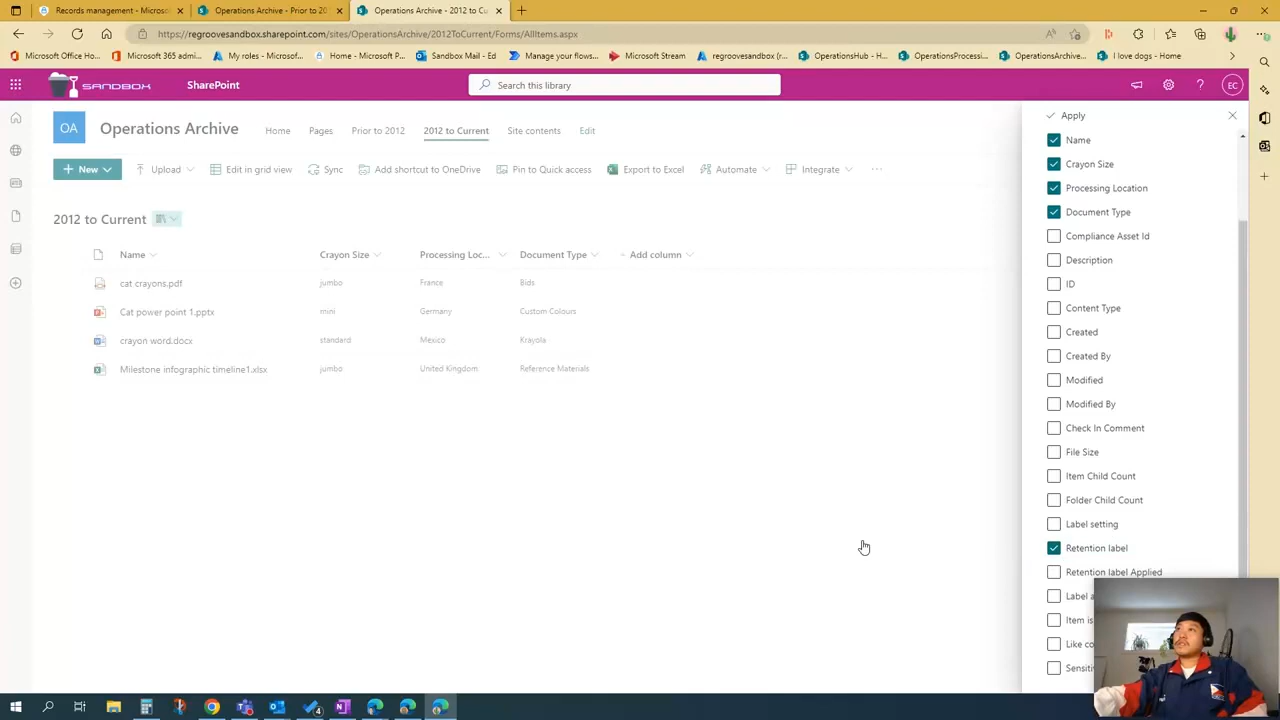 Records management - Microso
Operations Archive - Prior to 20
Operations Archive - 2012 to Cu
https://regroovesandbox.sharepoint.com/sites/OperationsArchive/2012ToCurrent/Forms/AllItems.aspx
Microsoft Office Ho
Microsoft 365 admi
My roles - Microsof
Home - Microsoft P
Sandbox Mail - Ed
Manage your flows
Microsoft Stream
regroovesandbox (r
OperationsHub - H
OperationsProcessi
I love dogs - Home
SANDBOX
SharePoint
Search this library
EC
OA
Operations Archive
Home
Pages
Prior to 2012
2012 to Current
Site contents
Edit
New
Upload
Edit in grid view
Sync
Add shortcut to OneDrive
Pin to Quick access
Export to Excel
Automate
Integrate
2012 to Current
Name Crayon Size Processing Loc... Document Type + Add column
cat crayons.pdf jumbo France Bids
Cat power point 1.pptx mini Germany Custom Colours
crayon word.docx standard Mexico Krayola
Milestone infographic timeline1.xlsx jumbo United Kingdom Reference Materials
Apply
Name
Crayon Size
Processing Location
Document Type
Compliance Asset Id
Description
ID
Content Type
Created
Created By
Modified
Modified By
Check In Comment
File Size
Item Child Count
Folder Child Count
Label setting
Retention label
Retention label Applied
Label a
Item is
Like co
Sensiti